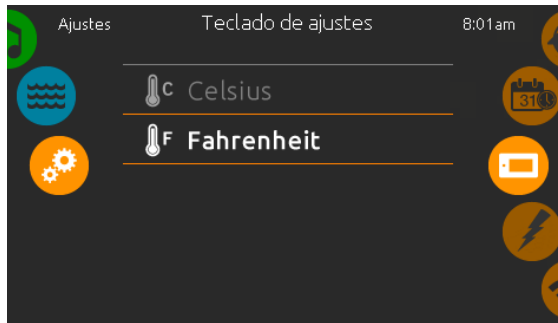 Ajustes
Teclado de ajustes
8:01am
C Celsius
F Fahrenheit
31